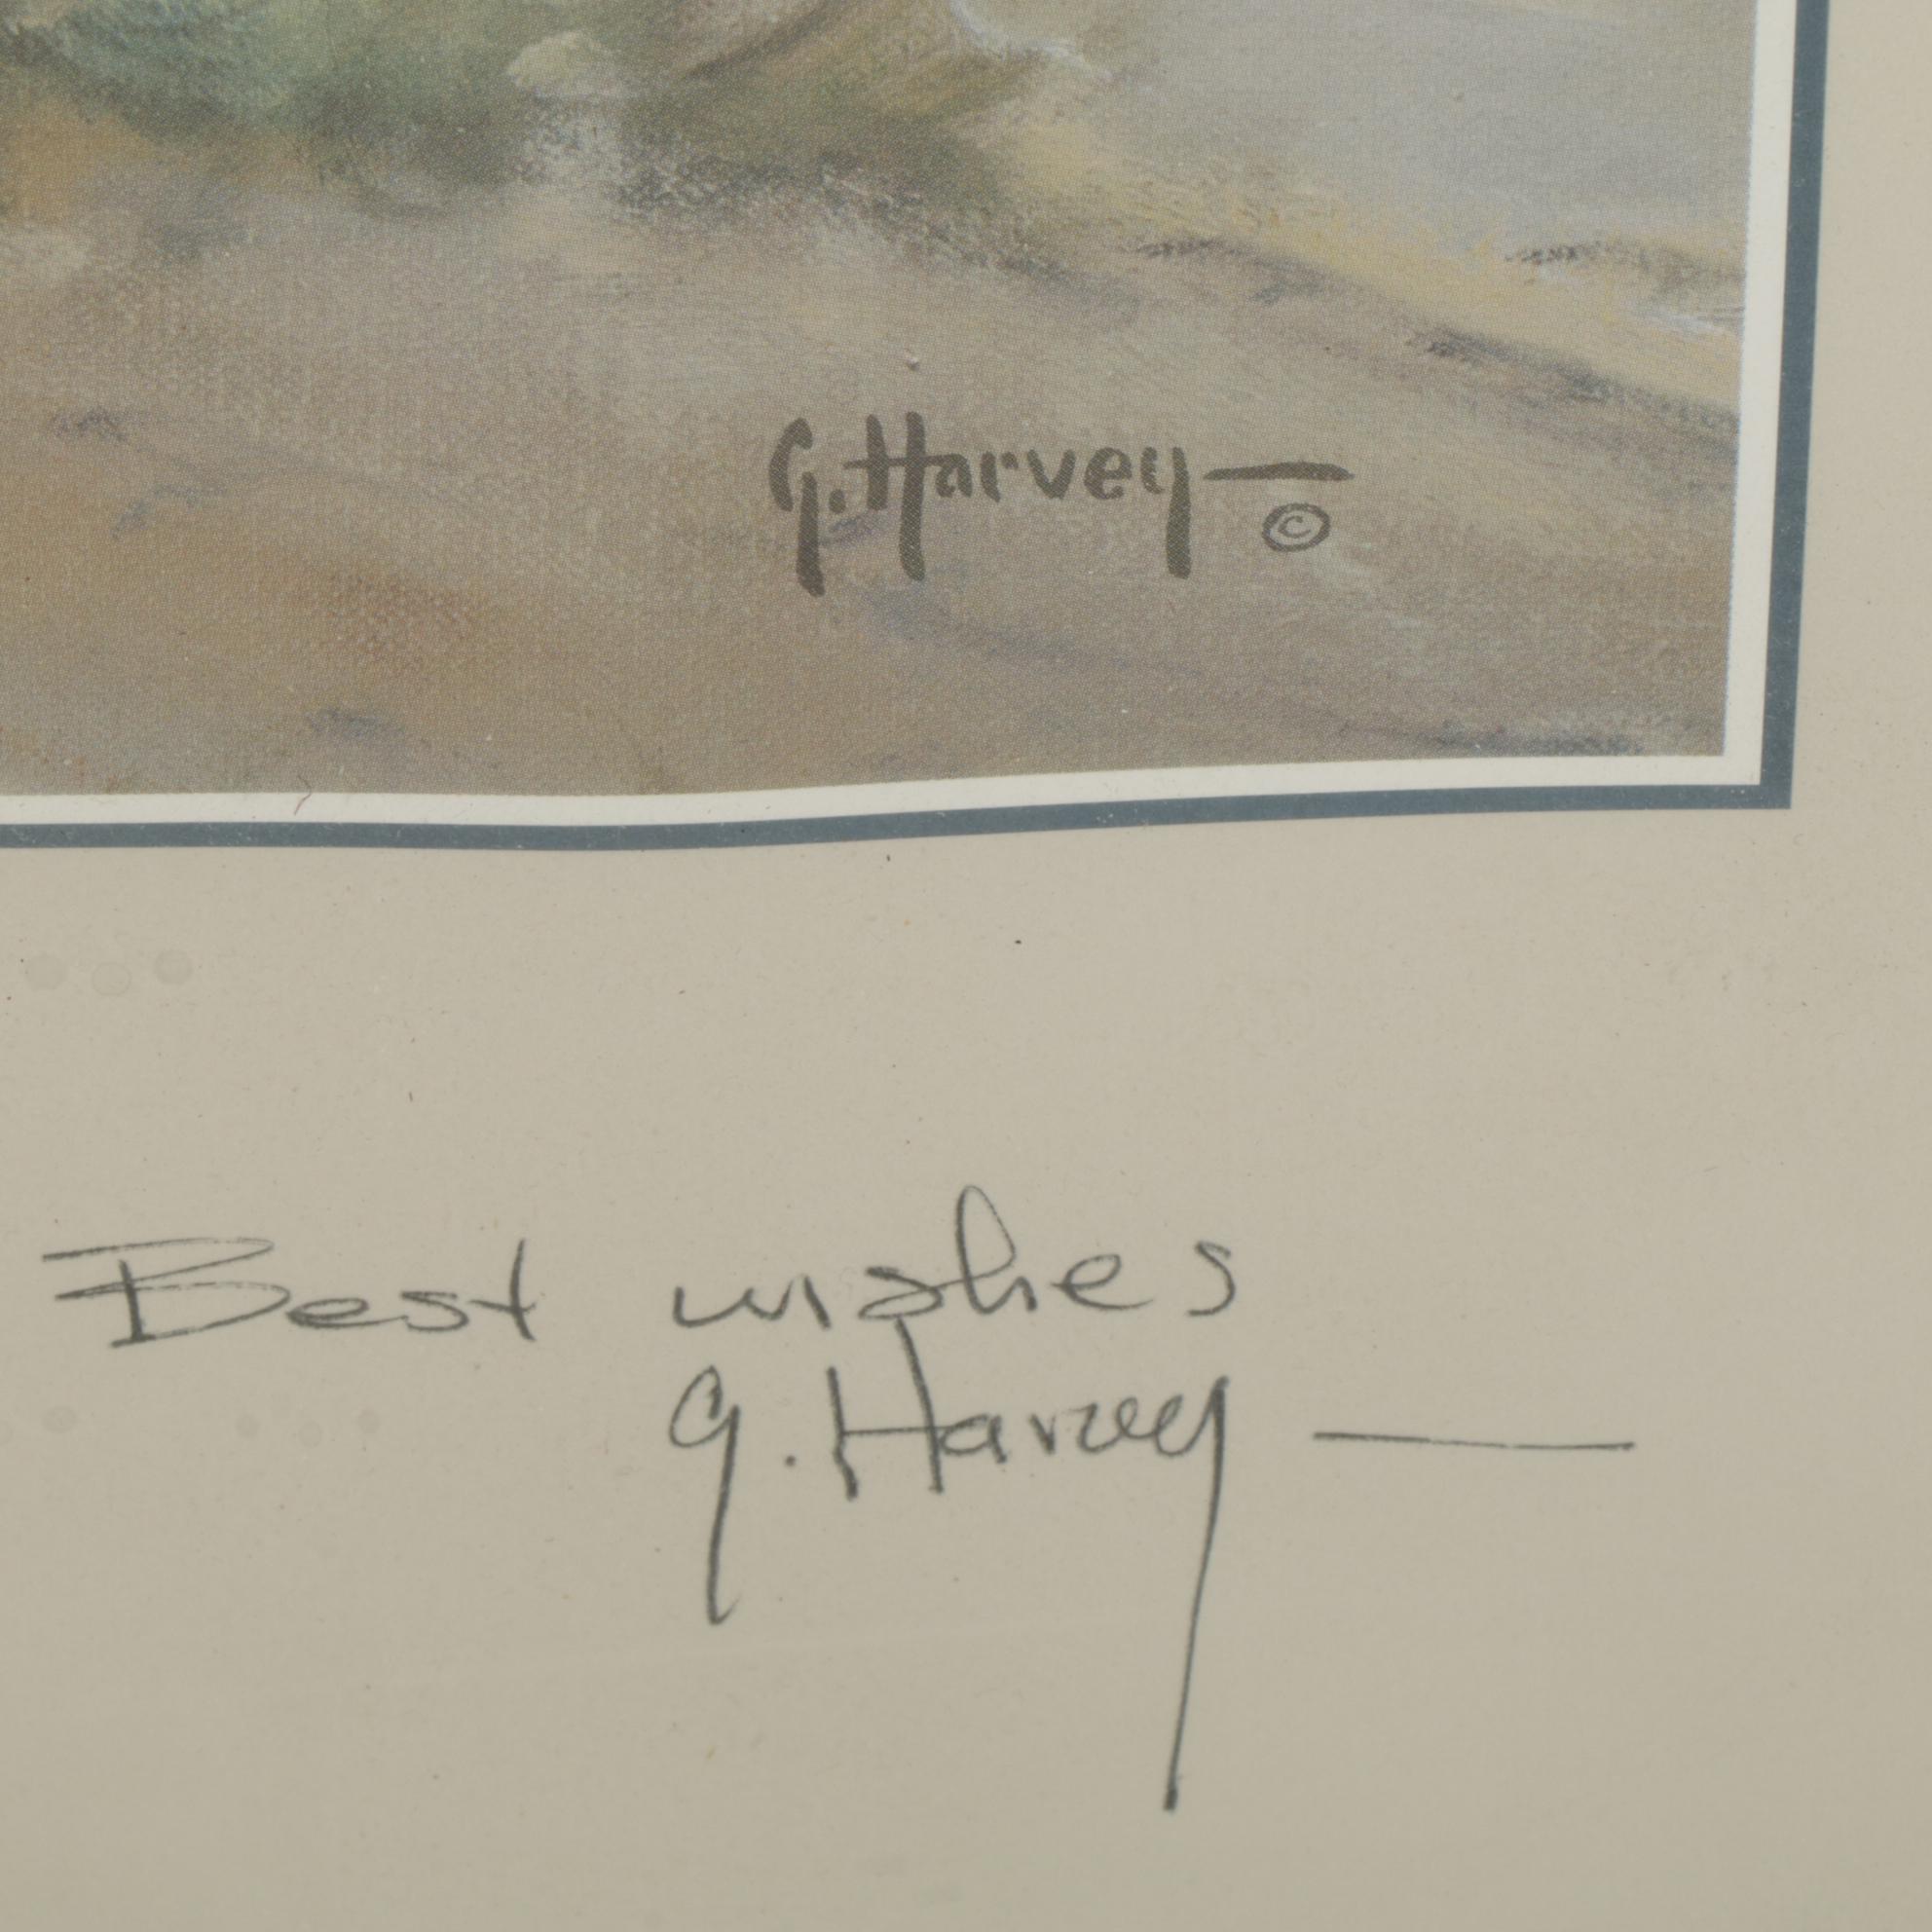 G. Harvey—
©
Best wishes
G. Harvey —